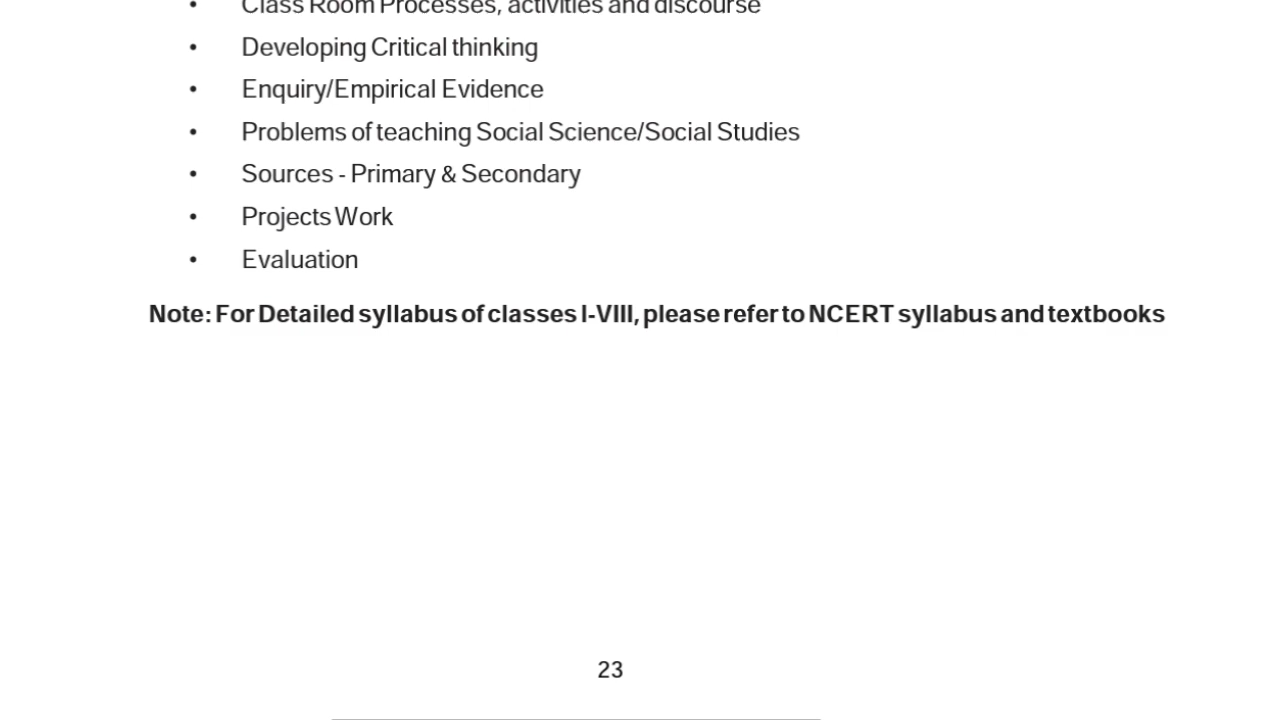 • Class Room Processes, activities and discourse
• Developing Critical thinking
• Enquiry/Empirical Evidence
• Problems of teaching Social Science/Social Studies
• Sources - Primary & Secondary
• Projects Work
• Evaluation
Note: For Detailed syllabus of classes I-VIII, please refer to NCERT syllabus and textbooks
23